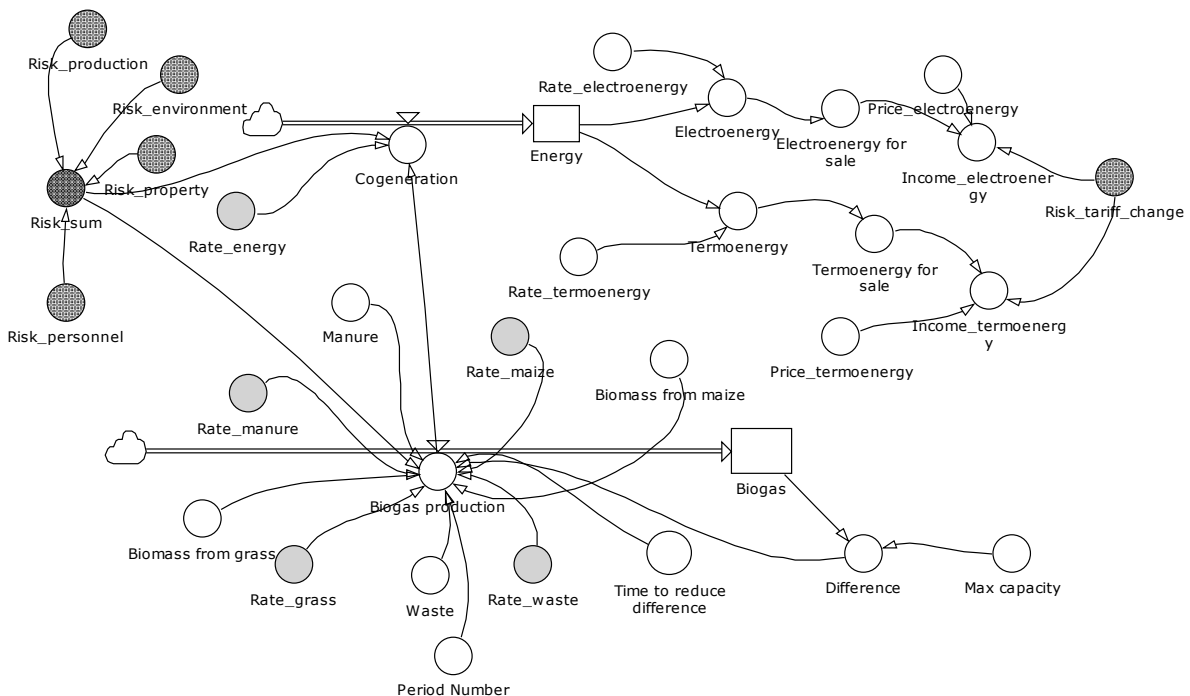 Risk_production
Risk_environment
Rate_electroenergy
Price_electroenergy
Electroenergy
Electroenergy for
sale
Energy
Cogeneration
Risk_property
Income_electroener
gy
Risk_tariff_change
Risk_sum
Rate_energy
Termoenergy
Termoenergy for
sale
Rate_termoenergy
Risk_personnel
Manure
Income_termoenerg
y
Rate_maize
Price_termoenergy
Biomass from maize
Rate_manure
Biogas
Biogas production
Biomass from grass
Rate_grass
Waste
Rate_waste
Time to reduce
difference
Difference
Max capacity
Period Number